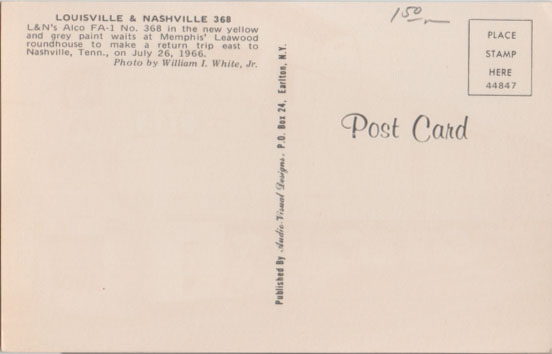 LOUISVILLE & NASHVILLE 368
L&N's Alco FA-1 No. 368 in the new yellow
and grey paint waits at Memphis' Leawood
roundhouse to make a return trip east to
Nashville, Tenn., on July 26, 1966.
Photo by William I. White, Jr.
Published By Audio-Visual Designs, P.O. Box 24, Earlton, N.Y.
150
PLACE
STAMP
HERE
44847
Post Card